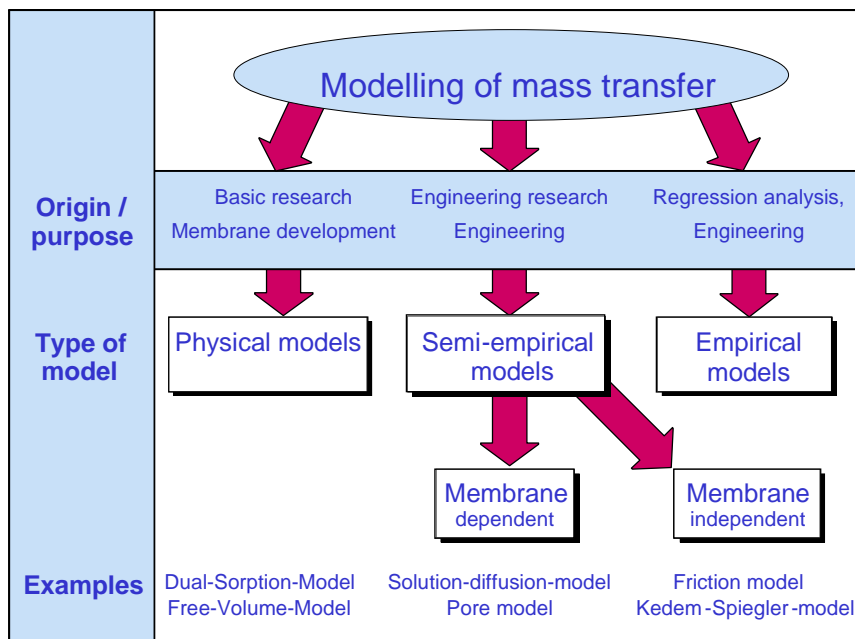 Modelling of mass transfer
Origin /
purpose
Basic research
Membrane development
Engineering research
Engineering
Regression analysis,
Engineering
Type of
model
Physical models
Semi-empirical
models
Empirical
models
Membrane
dependent
Membrane
independent
Examples
Dual-Sorption-Model
Free-Volume-Model
Solution-diffusion-model
Pore model
Friction model
Kedem-Spiegler-model